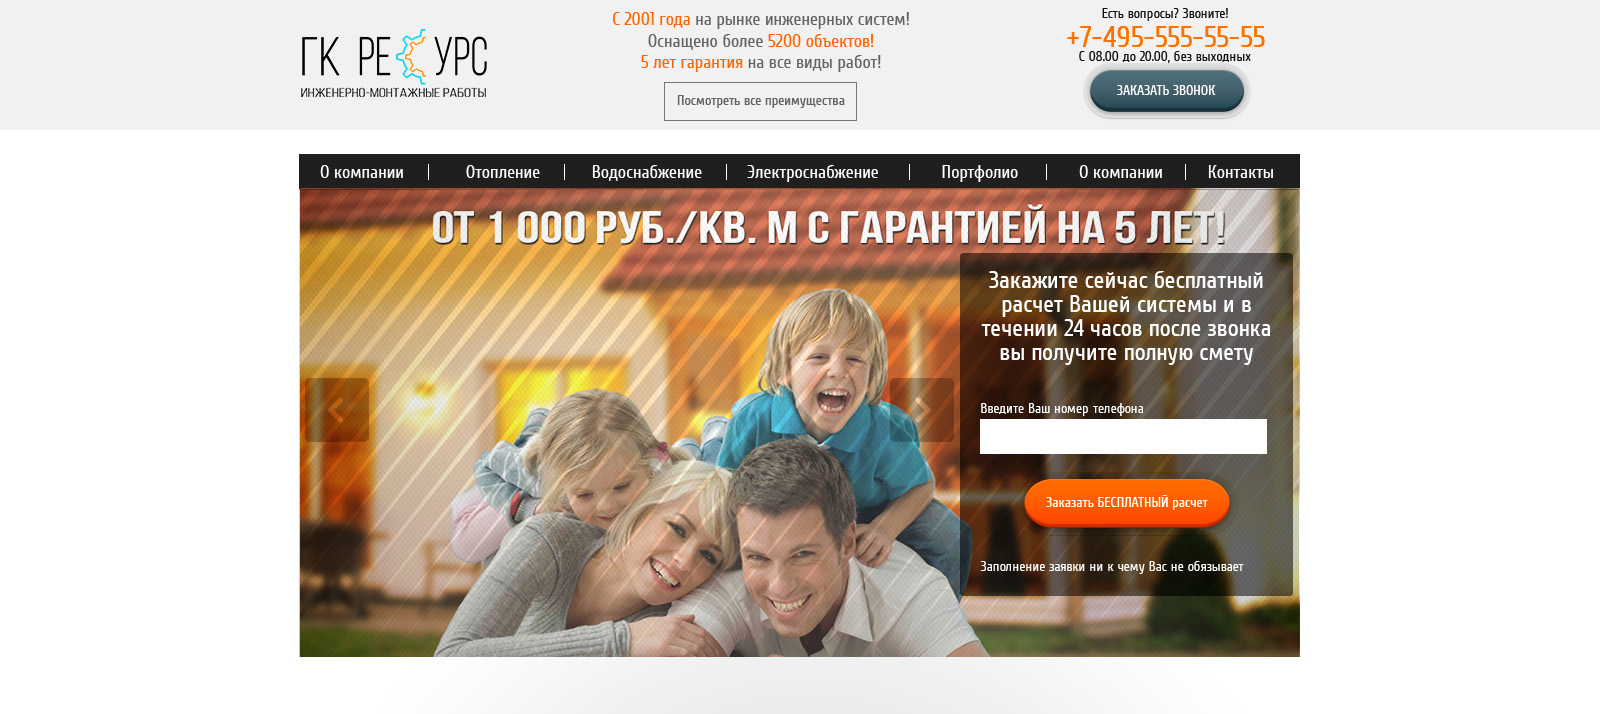 ГК РЕСУРС
ИНЖЕНЕРНО-МОНТАЖНЫЕ РАБОТЫ
С 2001 года на рынке инженерных систем!
Оснащено более 5200 объектов!
5 лет гарантия на все виды работ!
Посмотреть все преимущества
Есть вопросы? Звоните!
+7-495-555-55-55
С 08.00 до 20.00, без выходных
ЗАКАЗАТЬ ЗВОНОК
О компании Отопление Водоснабжение Электроснабжение Портфолио О компании Контакты
ОТ 1 000 РУБ./КВ. М С ГАРАНТИЕЙ НА 5 ЛЕТ!
Закажите сейчас бесплатный
расчет Вашей системы и в
течении 24 часов после звонка
вы получите полную смету
Введите Ваш номер телефона
Заказать БЕСПЛАТНЫЙ расчет
Заполнение заявки ни к чему Вас не обязывает